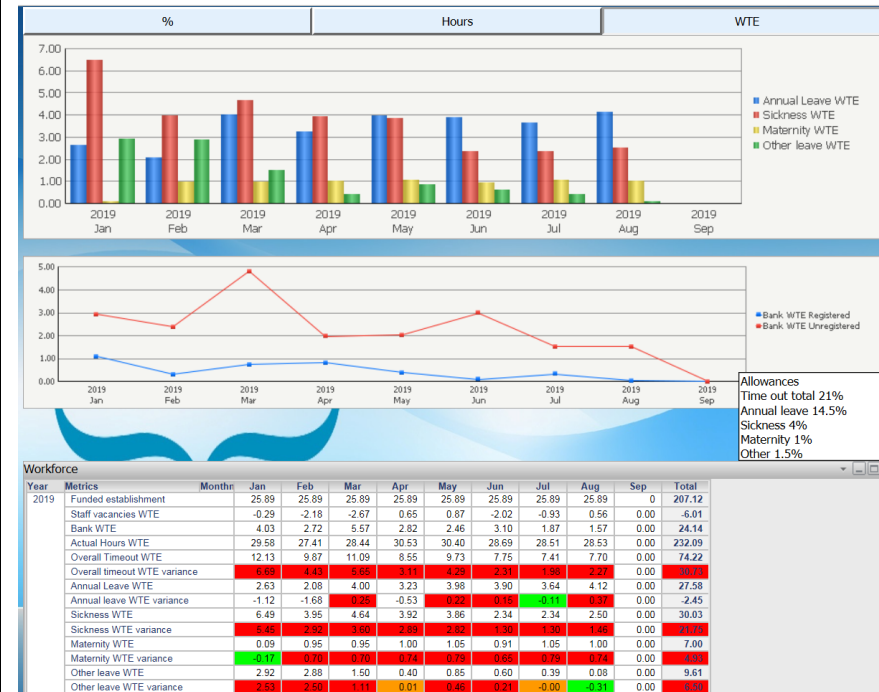 % Hours WTE
7.00
6.00
5.00
4.00
3.00
2.00
1.00
0.00
Annual Leave WTE
Sickness WTE
Maternity WTE
Other leave WTE
2019 2019 2019 2019 2019 2019 2019 2019 2019
Jan Feb Mar Apr May Jun Jul Aug Sep
5.00
4.00
3.00
2.00
1.00
0.00
Bank WTE Registered
Bank WTE Unregistered
2019 2019 2019 2019 2019 2019 2019 2019 2019
Jan Feb Mar Apr May Jun Jul Aug Sep
Allowances
Time out total 21%
Annual leave 14.5%
Sickness 4%
Maternity 1%
Other 1.5%
Workforce
Year Metrics Monthn Jan Feb Mar Apr May Jun Jul Aug Sep Total
2019 Funded establishment 25.89 25.89 25.89 25.89 25.89 25.89 25.89 25.89 0 207.12
Staff vacancies WTE -0.29 -2.18 -2.67 0.65 0.87 -2.02 -0.93 0.56 0.00 -6.01
Bank WTE 4.03 2.72 5.57 2.82 2.46 3.10 1.87 1.57 0.00 24.14
Actual Hours WTE 29.58 27.41 28.44 30.53 30.40 28.69 28.51 28.53 0.00 232.09
Overall Timeout WTE 12.13 9.87 11.09 8.55 9.73 7.75 7.41 7.70 0.00 74.22
Overall timeout WTE variance 6.69 4.43 5.65 3.11 4.29 2.31 1.98 2.27 0.00
Annual Leave WTE 2.63 2.08 4.00 3.23 3.98 3.90 3.64 4.12 0.00 27.58
Annual leave WTE variance -1.12 -1.68 0.25 -0.53 0.22 0.15 -0.11 0.37 0.00 -2.45
Sickness WTE 6.49 3.95 4.64 3.92 3.86 2.34 2.34 2.50 0.00 30.03
Sickness WTE variance 5.45 2.92 3.60 2.89 2.82 1.30 1.30 1.46 0.00 21.75
Maternity WTE 0.09 0.95 0.95 1.00 1.05 0.91 1.05 1.00 0.00 7.00
Maternity WTE variance -0.17 0.70 0.70 0.74 0.79 0.65 0.79 0.74 0.00 4.93
Other leave WTE 2.92 2.88 1.50 0.40 0.85 0.60 0.39 0.08 0.00 9.61
Other leave WTE variance 2.53 2.50 1.11 0.01 0.46 0.21 -0.00 -0.31 0.00 6.50